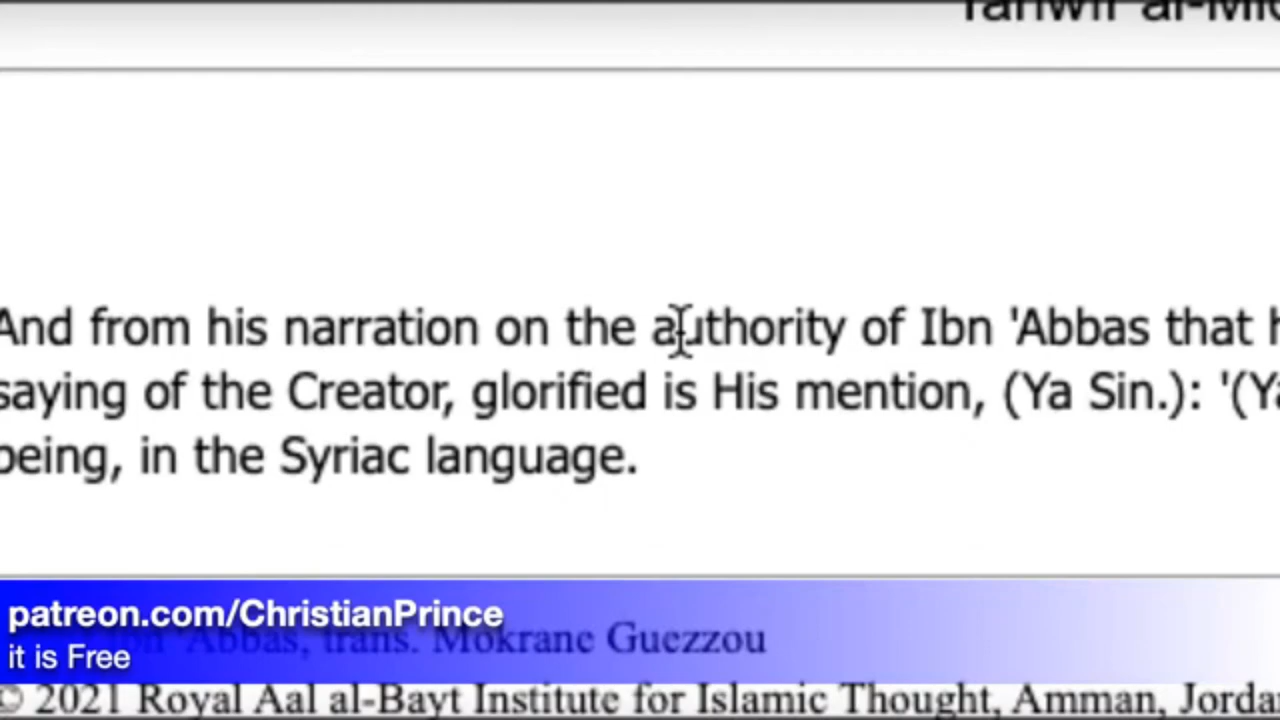 Tanwîr al-Miq
And from his narration on the authority of Ibn 'Abbas that h
saying of the Creator, glorified is His mention, (Ya Sin.): '(Ya
being, in the Syriac language.
patreon.com/ChristianPrince
Ibn 'Abbas, trans. Mokrane Guezzou
it is Free
© 2021 Royal Aal al-Bayt Institute for Islamic Thought, Amman, Jorda